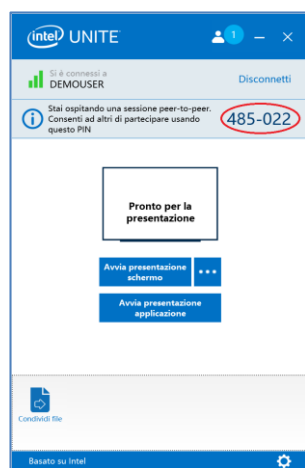 intel UNITE
1
Si è connessi a
DEMOUSER
Disconnetti
Stai ospitando una sessione peer-to-peer.
Consenti ad altri di partecipare usando
questo PIN
485-022
Pronto per la
presentazione
Avvia presentazione
schermo
Avvia presentazione
applicazione
Condividi file
Basato su Intel